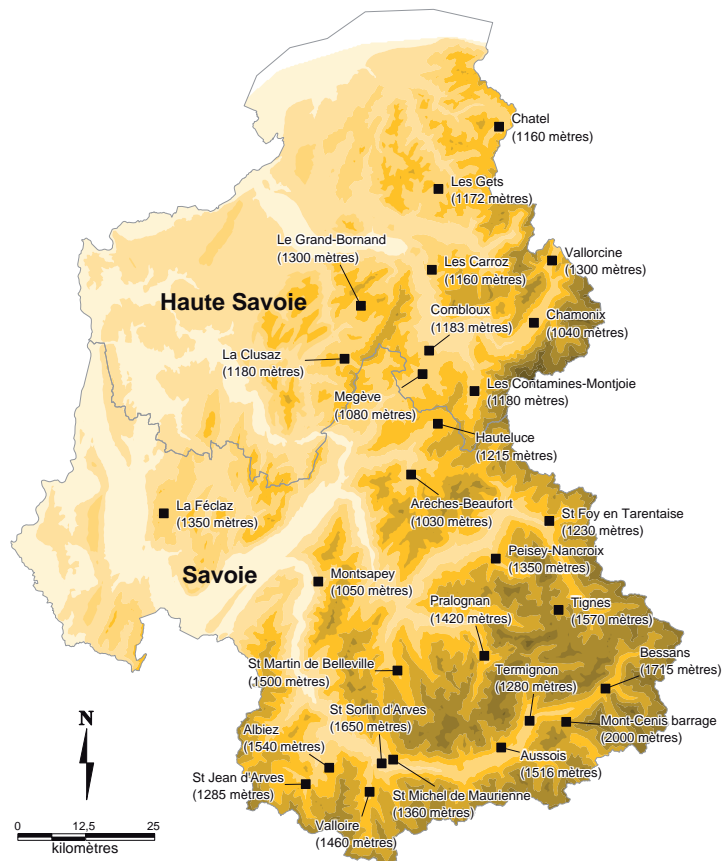 Chatel
(1160 mètres)
Les Gets
(1172 mètres)
Le Grand-Bornand
(1300 mètres)
Les Carroz
(1160 mètres)
Vallorcine
(1300 mètres)
Haute Savoie
Combloux
(1183 mètres)
Chamonix
(1040 mètres)
La Clusaz
(1180 mètres)
Megève
(1080 mètres)
Les Contamines-Montjoie
(1180 mètres)
Hauteluce
(1215 mètres)
La Féclaz
(1350 mètres)
Arêches-Beaufort
(1030 mètres)
St Foy en Tarentaise
(1230 mètres)
Savoie
Montsapey
(1050 mètres)
Peisey-Nancroix
(1350 mètres)
Pralognan
(1420 mètres)
Tignes
(1570 mètres)
St Martin de Belleville
(1500 mètres)
Termignon
(1280 mètres)
Bessans
(1715 mètres)
St Sorlin d'Arves
(1650 mètres)
Mont-Cenis barrage
(2000 mètres)
N
Albiez
(1540 mètres)
Aussois
(1516 mètres)
St Jean d'Arves
(1285 mètres)
St Michel de Maurienne
(1360 mètres)
Valloire
(1460 mètres)
0 12,5 25
kilomètres